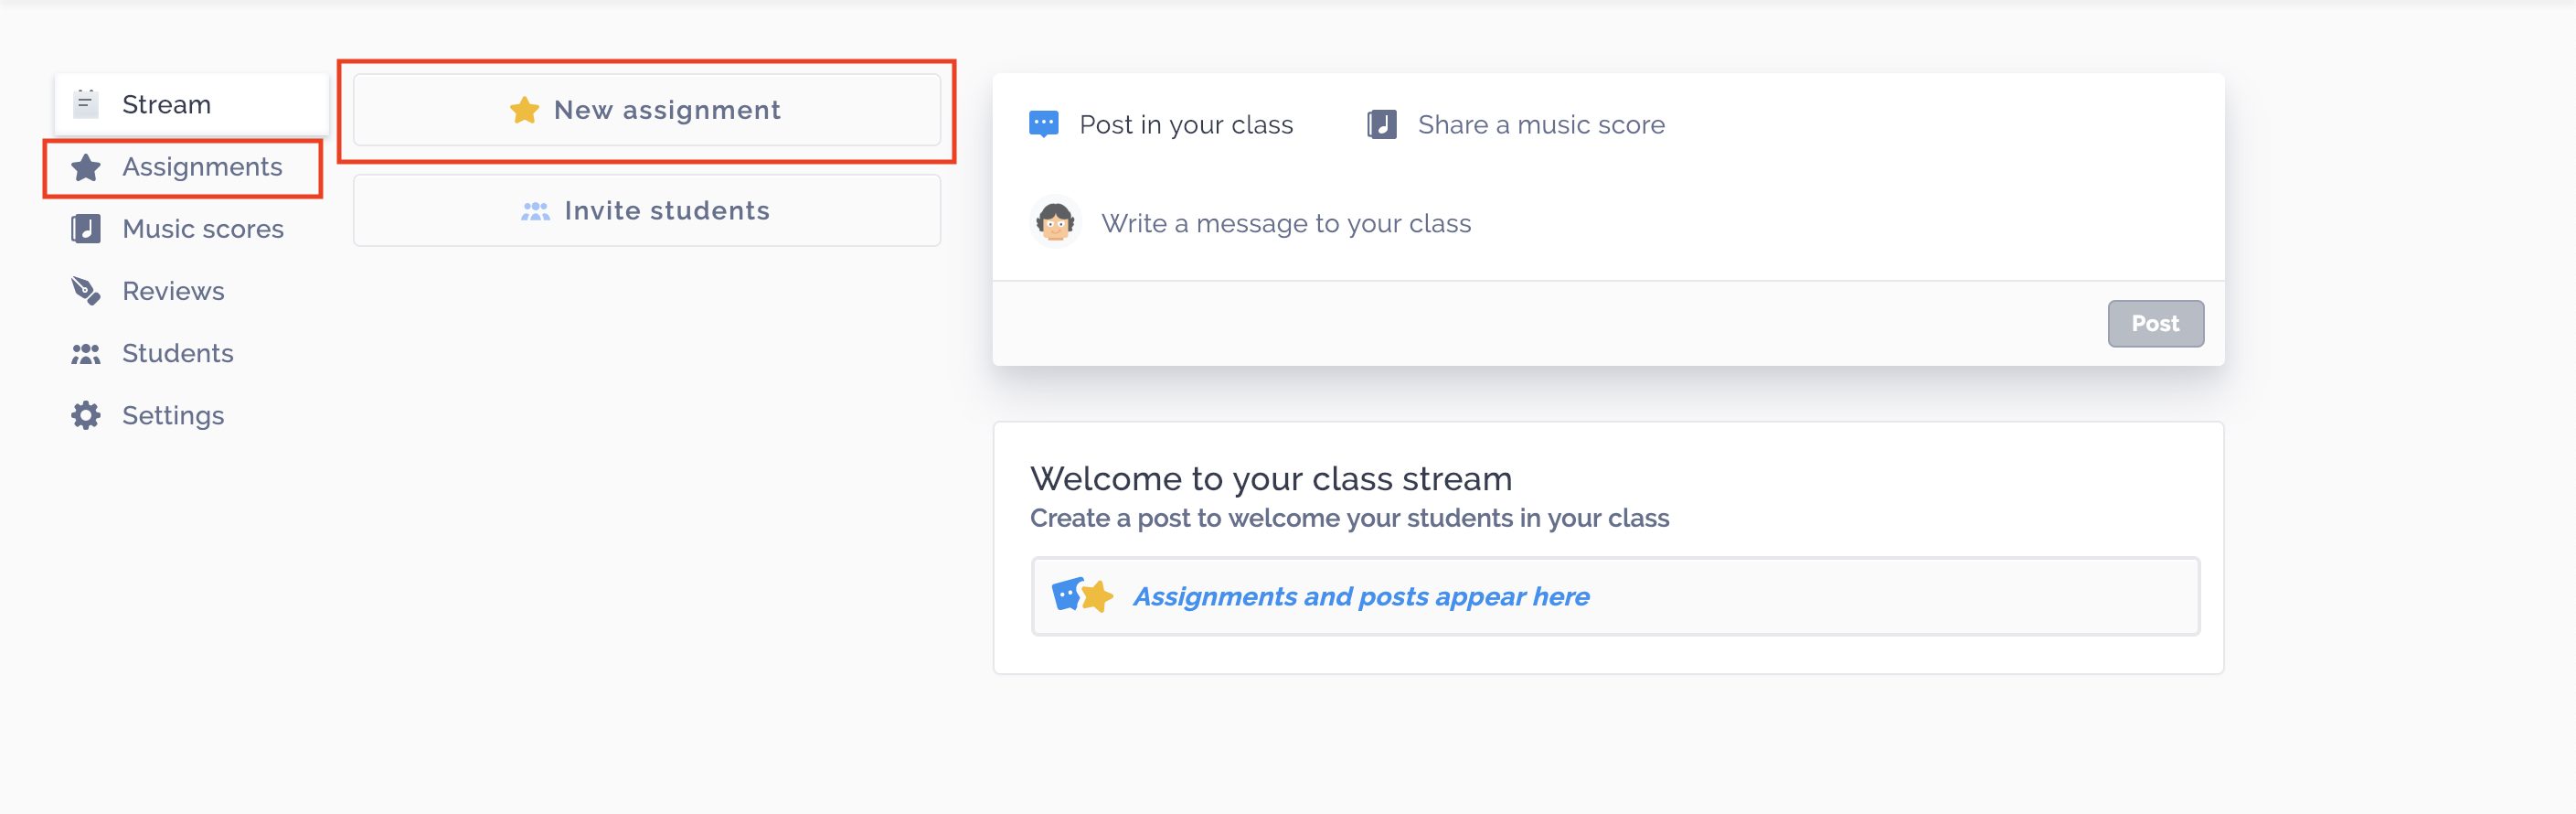 Stream
Assignments
Music scores
Reviews
Students
Settings
New assignment
Invite students
Post in your class
Share a music score
Write a message to your class
Post
Welcome to your class stream
Create a post to welcome your students in your class
Assignments and posts appear here